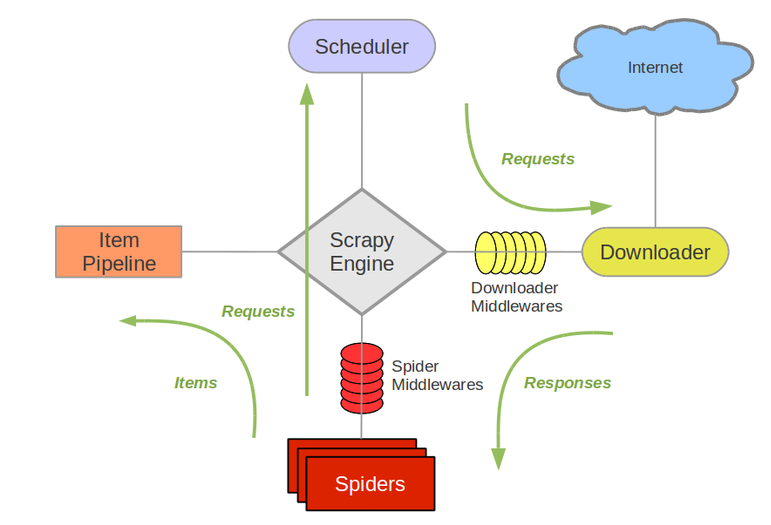 Scheduler
Internet
Requests
Item
Pipeline
Scrapy
Engine
Downloader
Downloader
Middlewares
Requests
Spider
Middlewares
Items
Responses
Spiders